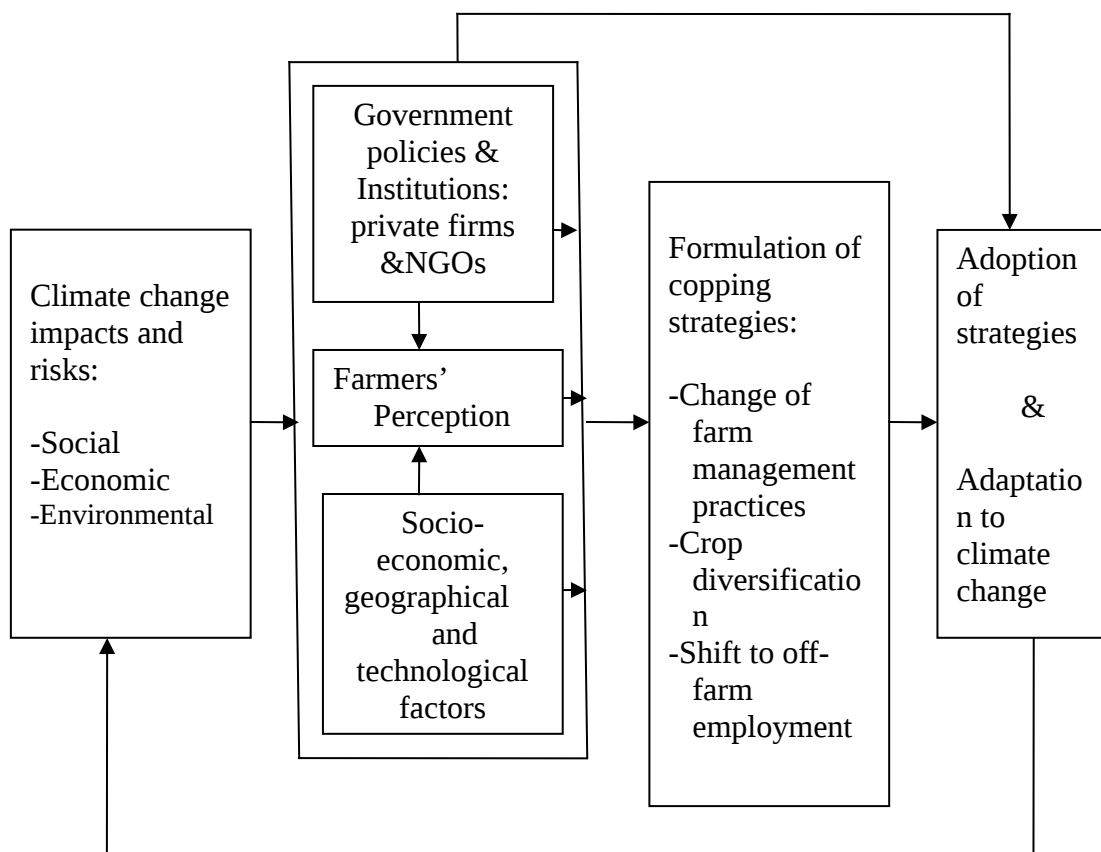 Government
policies &
Institutions:
private firms
&NGOs
Climate change
impacts and
risks:
-Social
-Economic
-Environmental
Farmers’
Perception
Socio-
economic,
geographical
and
technological
factors
Formulation of
copping
strategies:
-Change of
farm
management
practices
-Crop
diversificatio
n
-Shift to off-
farm
employment
Adoption
of
strategies
&
Adaptatio
n to
climate
change